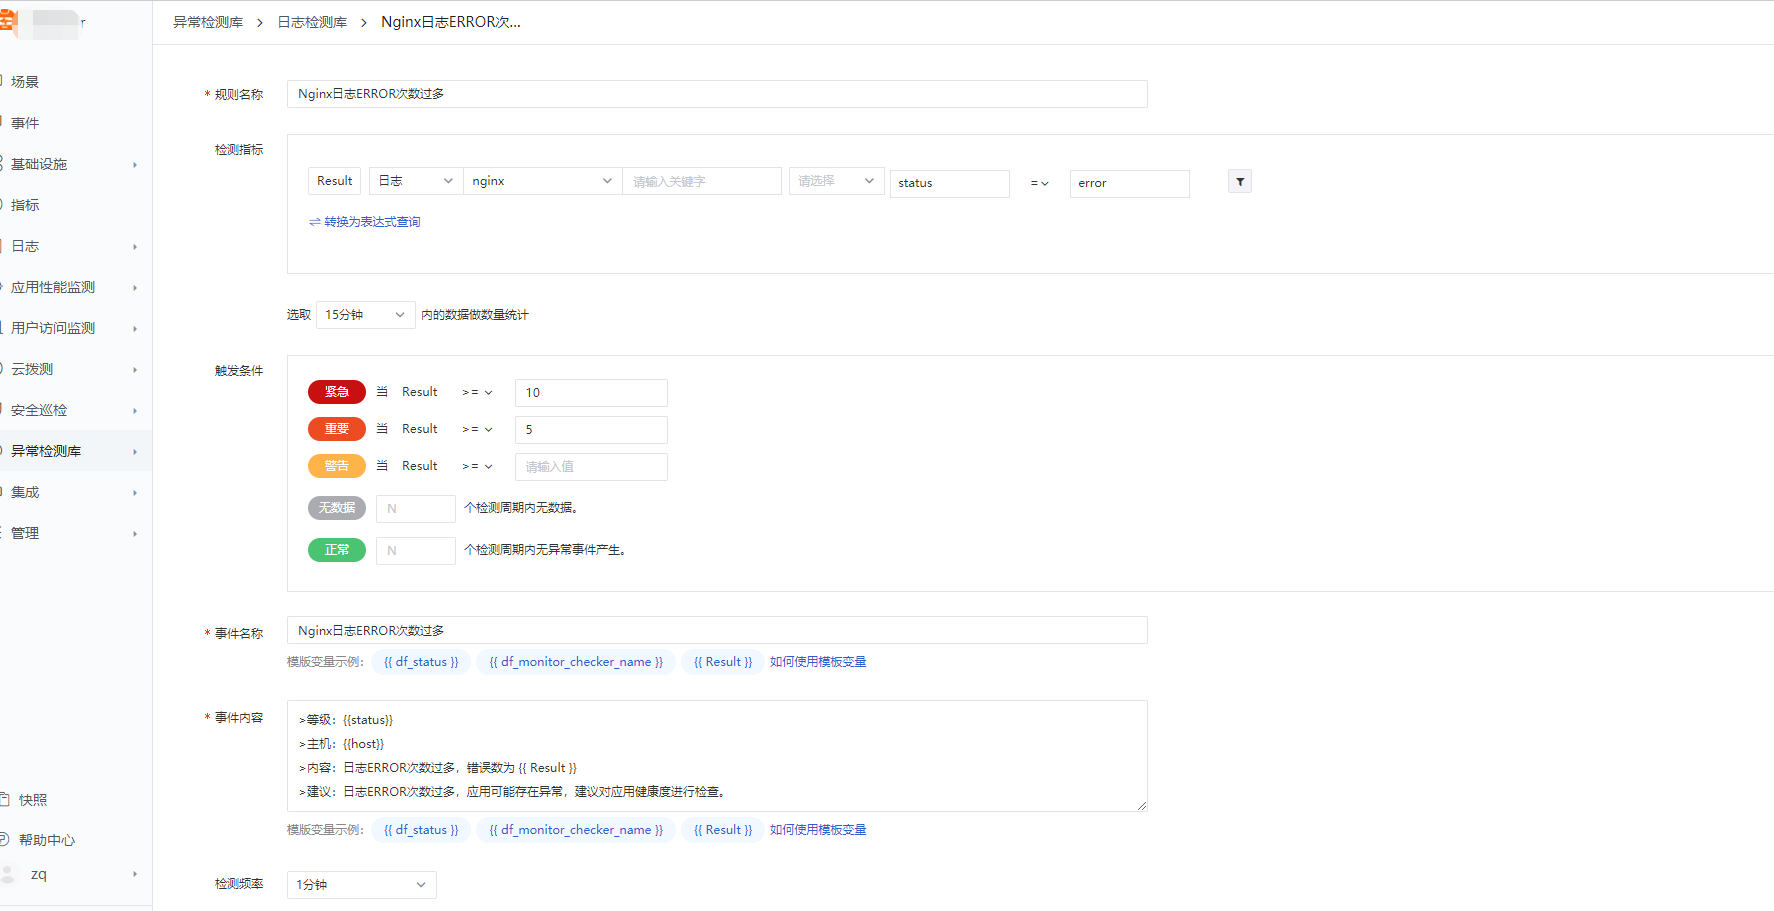 异常检测库 > 日志检测库 > Nginx日志ERROR次...
r
场景
事件
基础设施
指标
日志
应用性能监测
用户访问监测
云拨测
安全巡检
异常检测库
集成
管理
快照
帮助中心
zq
* 规则名称 Nginx日志ERROR次数过多
检测指标
Result 日志 nginx 请输入关键字 请选择 status = error
⇌ 转换为表达式查询
选取 15分钟 内的数据做数量统计
触发条件
紧急 当 Result >= 10
重要 当 Result >= 5
警告 当 Result >= 请输入值
无数据 N 个检测周期内无数据。
正常 N 个检测周期内无异常事件产生。
* 事件名称 Nginx日志ERROR次数过多
模版变量示例： {{ df_status }} {{ df_monitor_checker_name }} {{ Result }} 如何使用模板变量
* 事件内容
>等级：{{status}}
>主机：{{host}}
>内容：日志ERROR次数过多，错误数为 {{ Result }}
>建议：日志ERROR次数过多，应用可能存在异常，建议对应用健康度进行检查。
模版变量示例： {{ df_status }} {{ df_monitor_checker_name }} {{ Result }} 如何使用模板变量
检测频率 1分钟